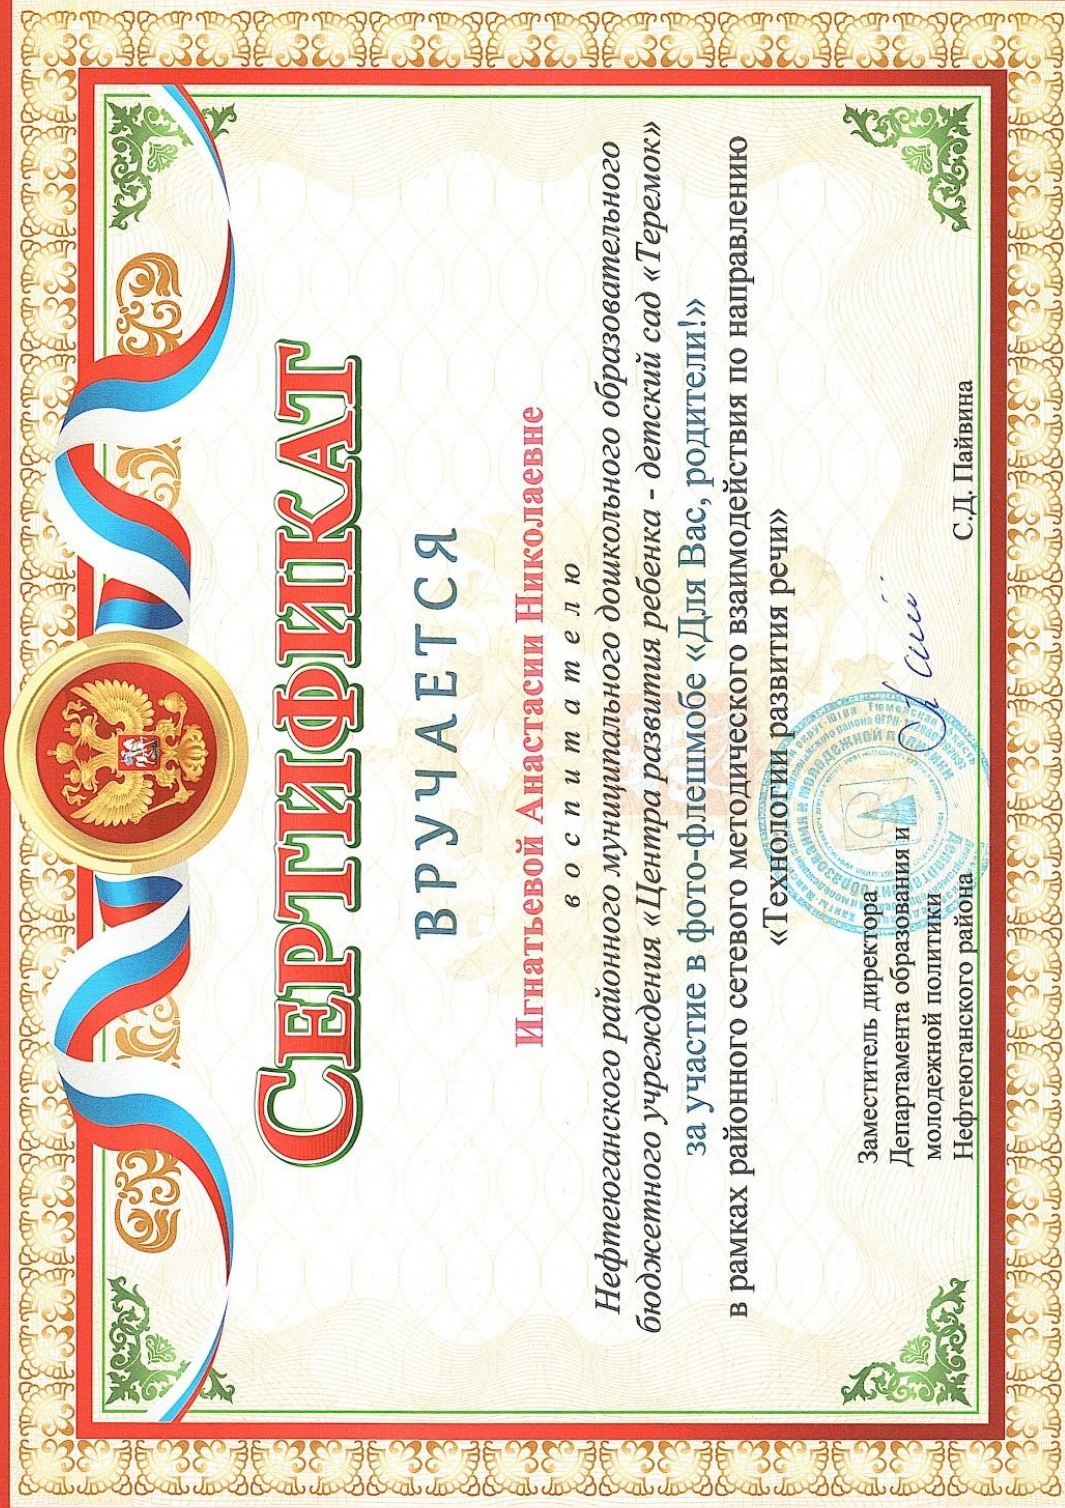 СЕРТИФИКАТ
ВРУЧАЕТСЯ
Игнатьевой Анастасии Николаевне
воспитателю
Нефтеюганского районного муниципального дошкольного образовательного
бюджетного учреждения «Центра развития ребенка - детский сад «Теремок»
за участие в фото-флешмобе «Для Вас, родители!»
в рамках районного сетевого методического взаимодействия по направлению
«Технологии развития речи»
Заместитель директора
Департамента образования и
молодежной политики
Нефтеюганского района
С.Д. Пайвина